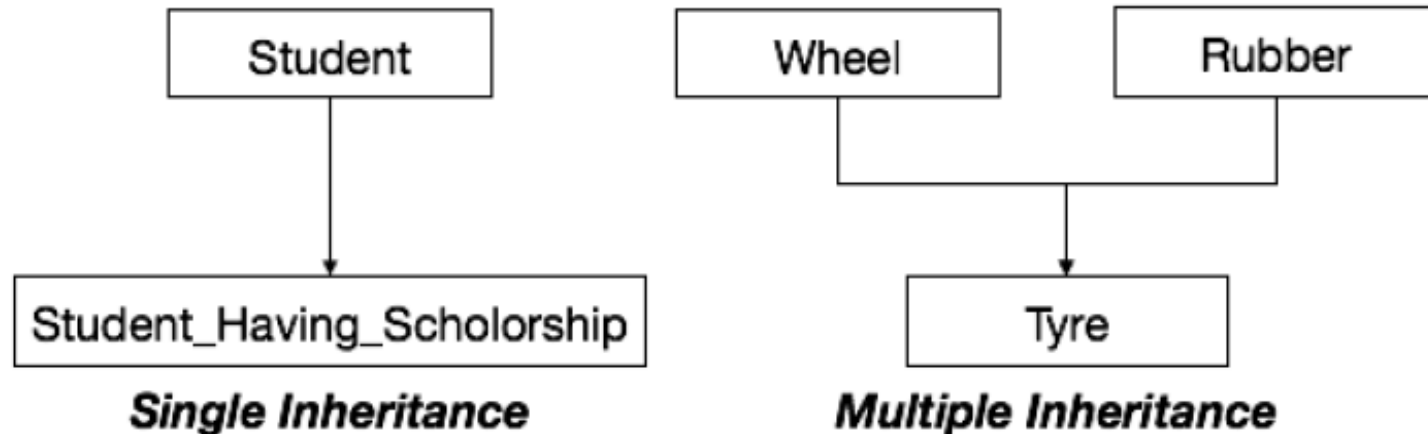 Student
Wheel
Rubber
Student_Having_Scholorship
Tyre
Single Inheritance
Multiple Inheritance